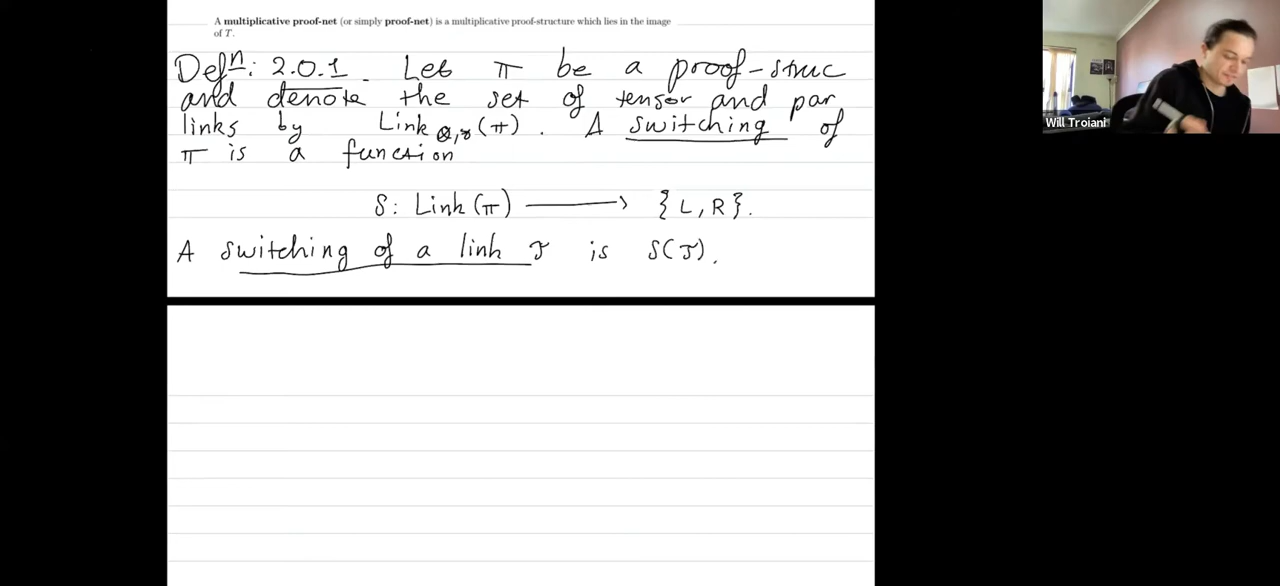 A multiplicative proof-net (or simply proof-net) is a multiplicative proof-structure which lies in the image
of T.
Defⁿ: 2.0.1. Let π be a proof-struc
and denote the set of tensor and par
links by Link⊗,⅋(π). A switching of
π is a function
S: Link(π) ⟶ {L, R}.
A switching of a link τ is S(τ).
Will Troiani